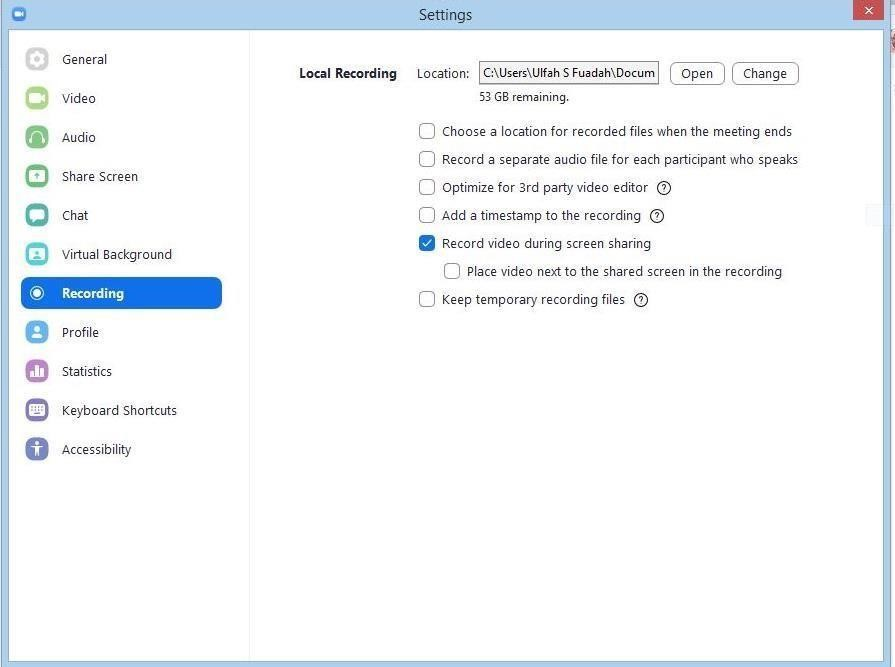 Settings
General
Video
Audio
Share Screen
Chat
Virtual Background
Recording
Profile
Statistics
Keyboard Shortcuts
Accessibility
Local Recording Location: C:\Users\Ulfah S Fuadah\Docum Open Change
53 GB remaining.
Choose a location for recorded files when the meeting ends
Record a separate audio file for each participant who speaks
Optimize for 3rd party video editor ?
Add a timestamp to the recording ?
Record video during screen sharing
Place video next to the shared screen in the recording
Keep temporary recording files ?